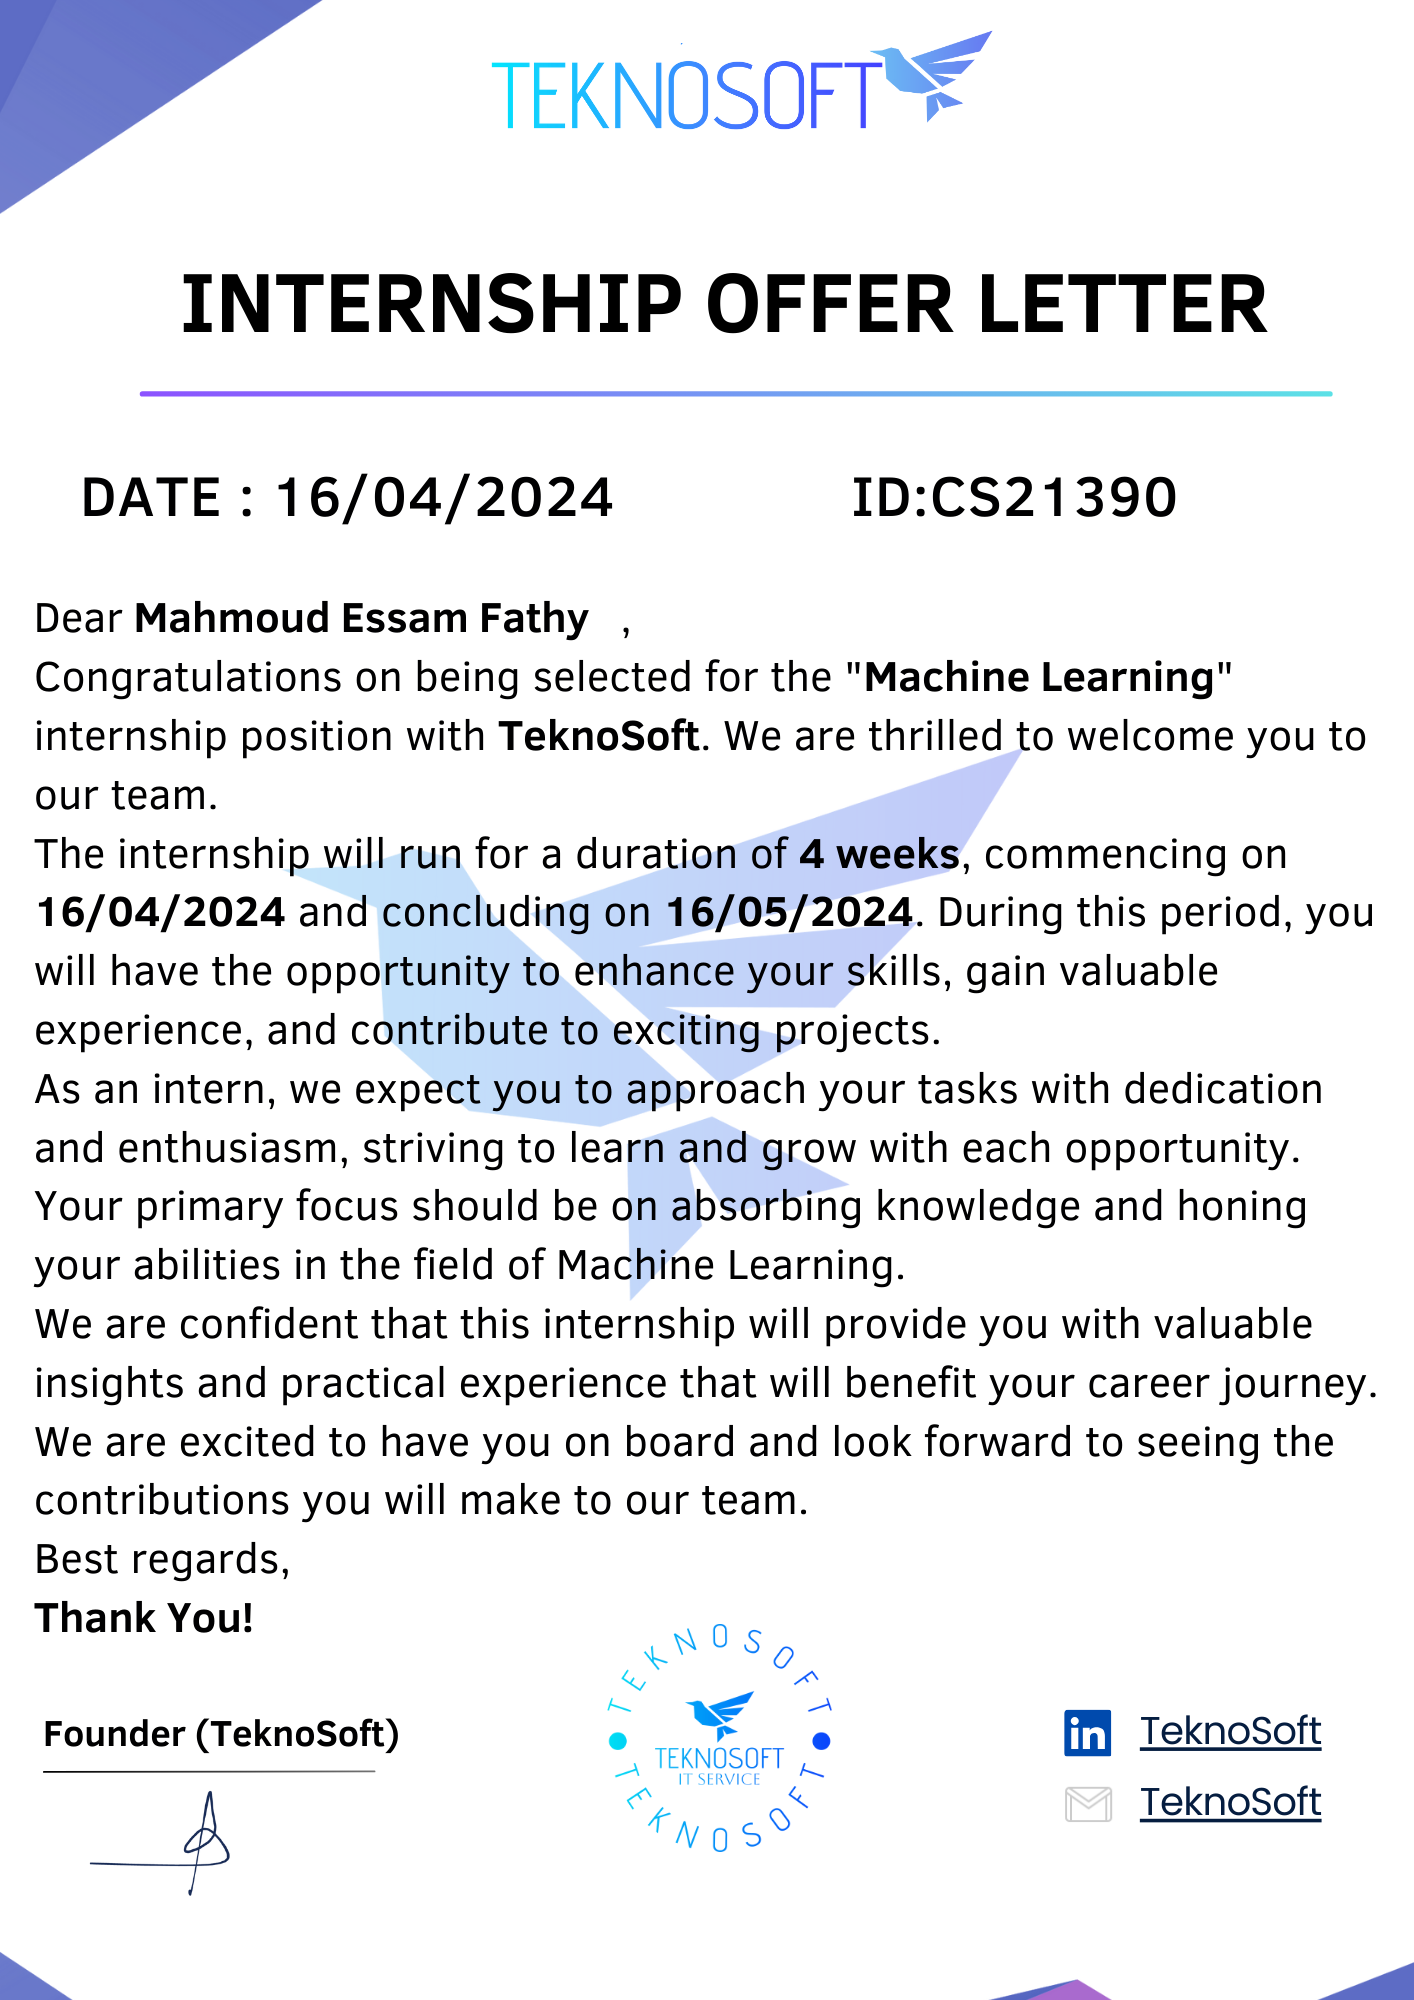 TEKNOSOFT
INTERNSHIP OFFER LETTER
DATE : 16/04/2024 ID:CS21390
Dear Mahmoud Essam Fathy ,
Congratulations on being selected for the "Machine Learning"
internship position with TeknoSoft. We are thrilled to welcome you to
our team.
The internship will run for a duration of 4 weeks, commencing on
16/04/2024 and concluding on 16/05/2024. During this period, you
will have the opportunity to enhance your skills, gain valuable
experience, and contribute to exciting projects.
As an intern, we expect you to approach your tasks with dedication
and enthusiasm, striving to learn and grow with each opportunity.
Your primary focus should be on absorbing knowledge and honing
your abilities in the field of Machine Learning.
We are confident that this internship will provide you with valuable
insights and practical experience that will benefit your career journey.
We are excited to have you on board and look forward to seeing the
contributions you will make to our team.
Best regards,
Thank You!
Founder (TeknoSoft)
TEKNOSOFT
TEKNOSOFT
IT SERVICE
TEKNOSOFT
in TeknoSoft
TeknoSoft